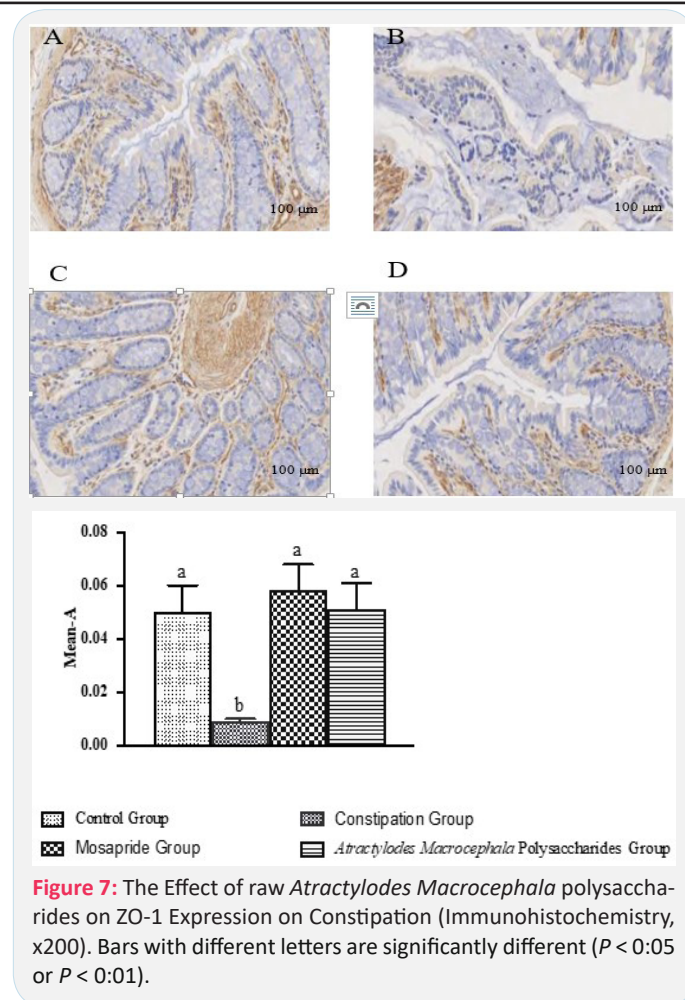 A
B
100 µm
100 µm
C
D
100 µm
100 µm
0.08
0.06
0.04
0.02
0.00
Mean-A
a
b
a
a
Control Group
Constipation Group
Mosapride Group
Atractylodes Macrocephala Polysaccharides Group
Figure 7: The Effect of raw Atractylodes Macrocephala polysaccha-
rides on ZO-1 Expression on Constipation (Immunohistochemistry,
x200). Bars with different letters are significantly different (P < 0:05
or P < 0:01).